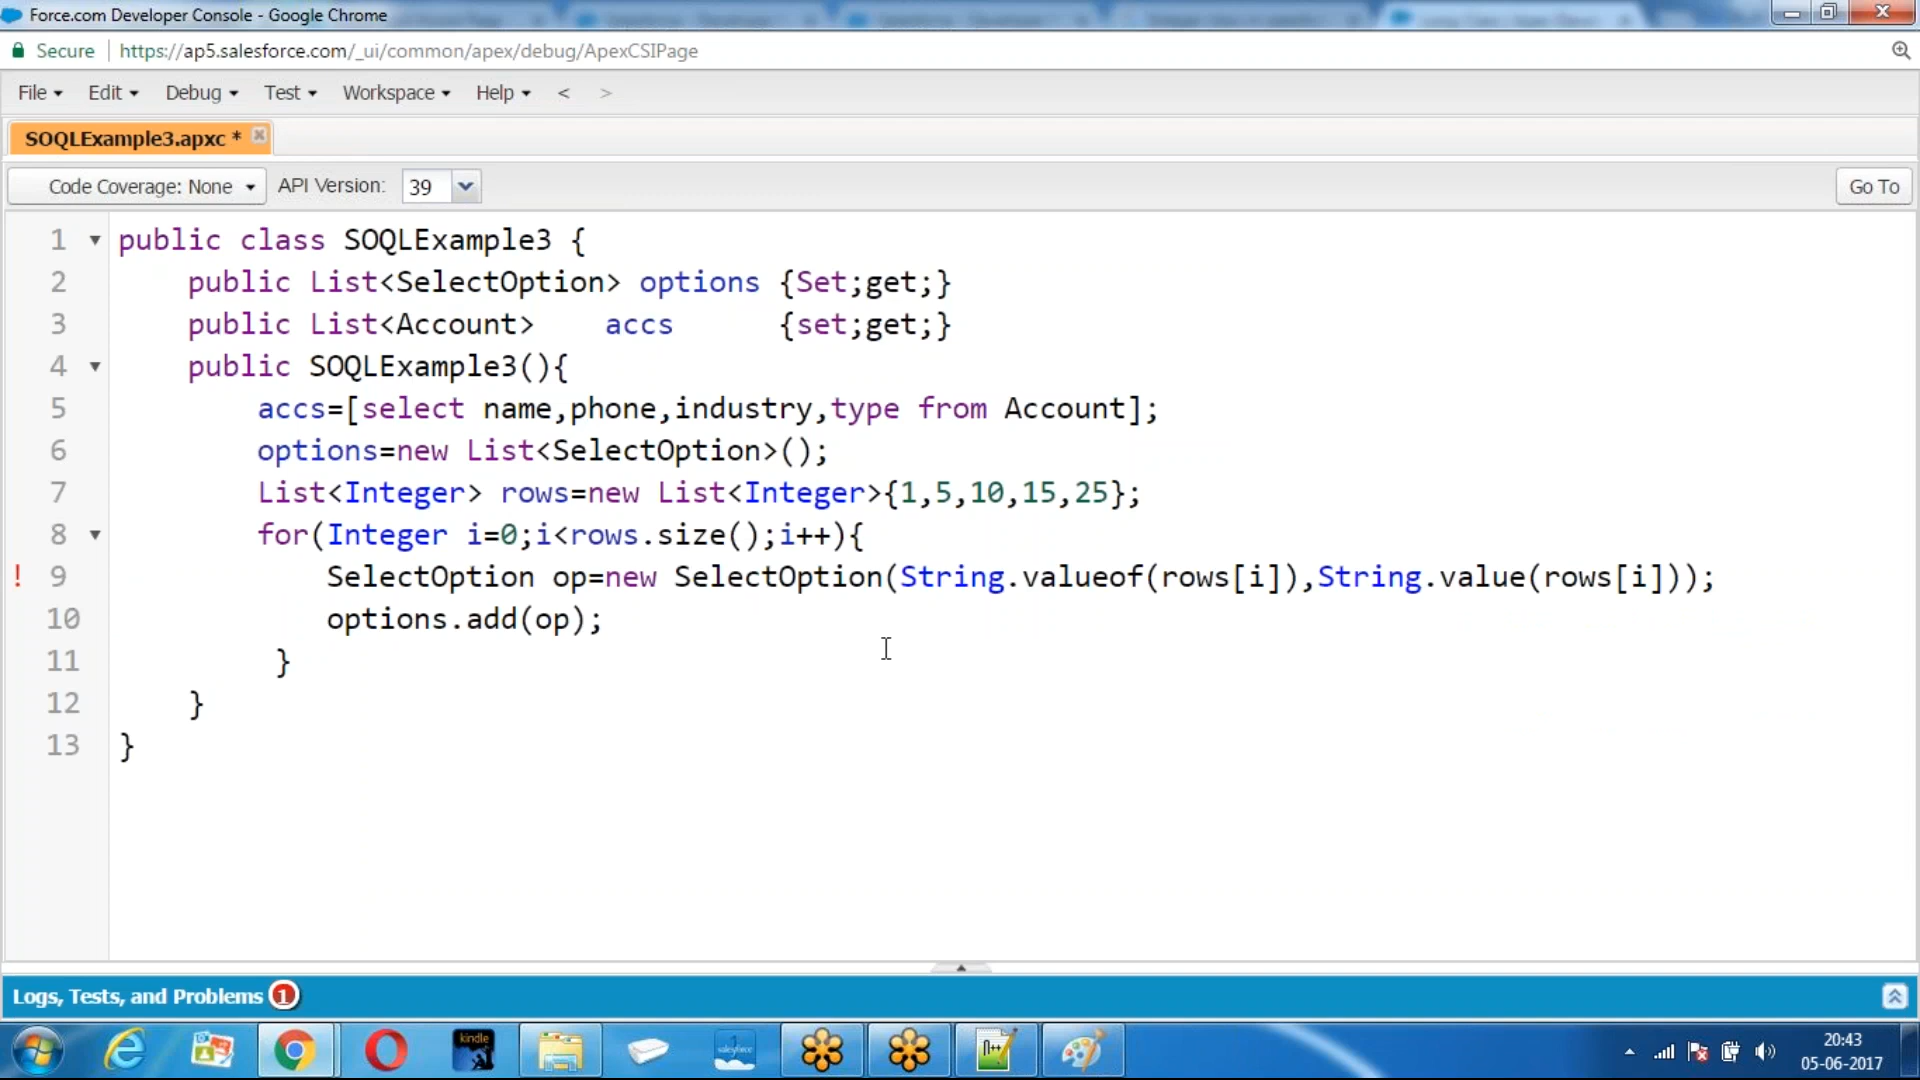 Force.com Developer Console - Google Chrome
Secure https://ap5.salesforce.com/_ui/common/apex/debug/ApexCSIPage
File Edit Debug Test Workspace Help < >
SOQLExample3.apxc *
Code Coverage: None API Version: 39 Go To
1 public class SOQLExample3 {
2 public List<SelectOption> options {Set;get;}
3 public List<Account> accs {set;get;}
4 public SOQLExample3(){
5 accs=[select name,phone,industry,type from Account];
6 options=new List<SelectOption>();
7 List<Integer> rows=new List<Integer>{1,5,10,15,25};
8 for(Integer i=0;i<rows.size();i++){
! 9 SelectOption op=new SelectOption(String.valueof(rows[i]),String.value(rows[i]));
10 options.add(op);
11 }
12 }
13 }
Logs, Tests, and Problems 1
kindle
salesforce
20:43
05-06-2017